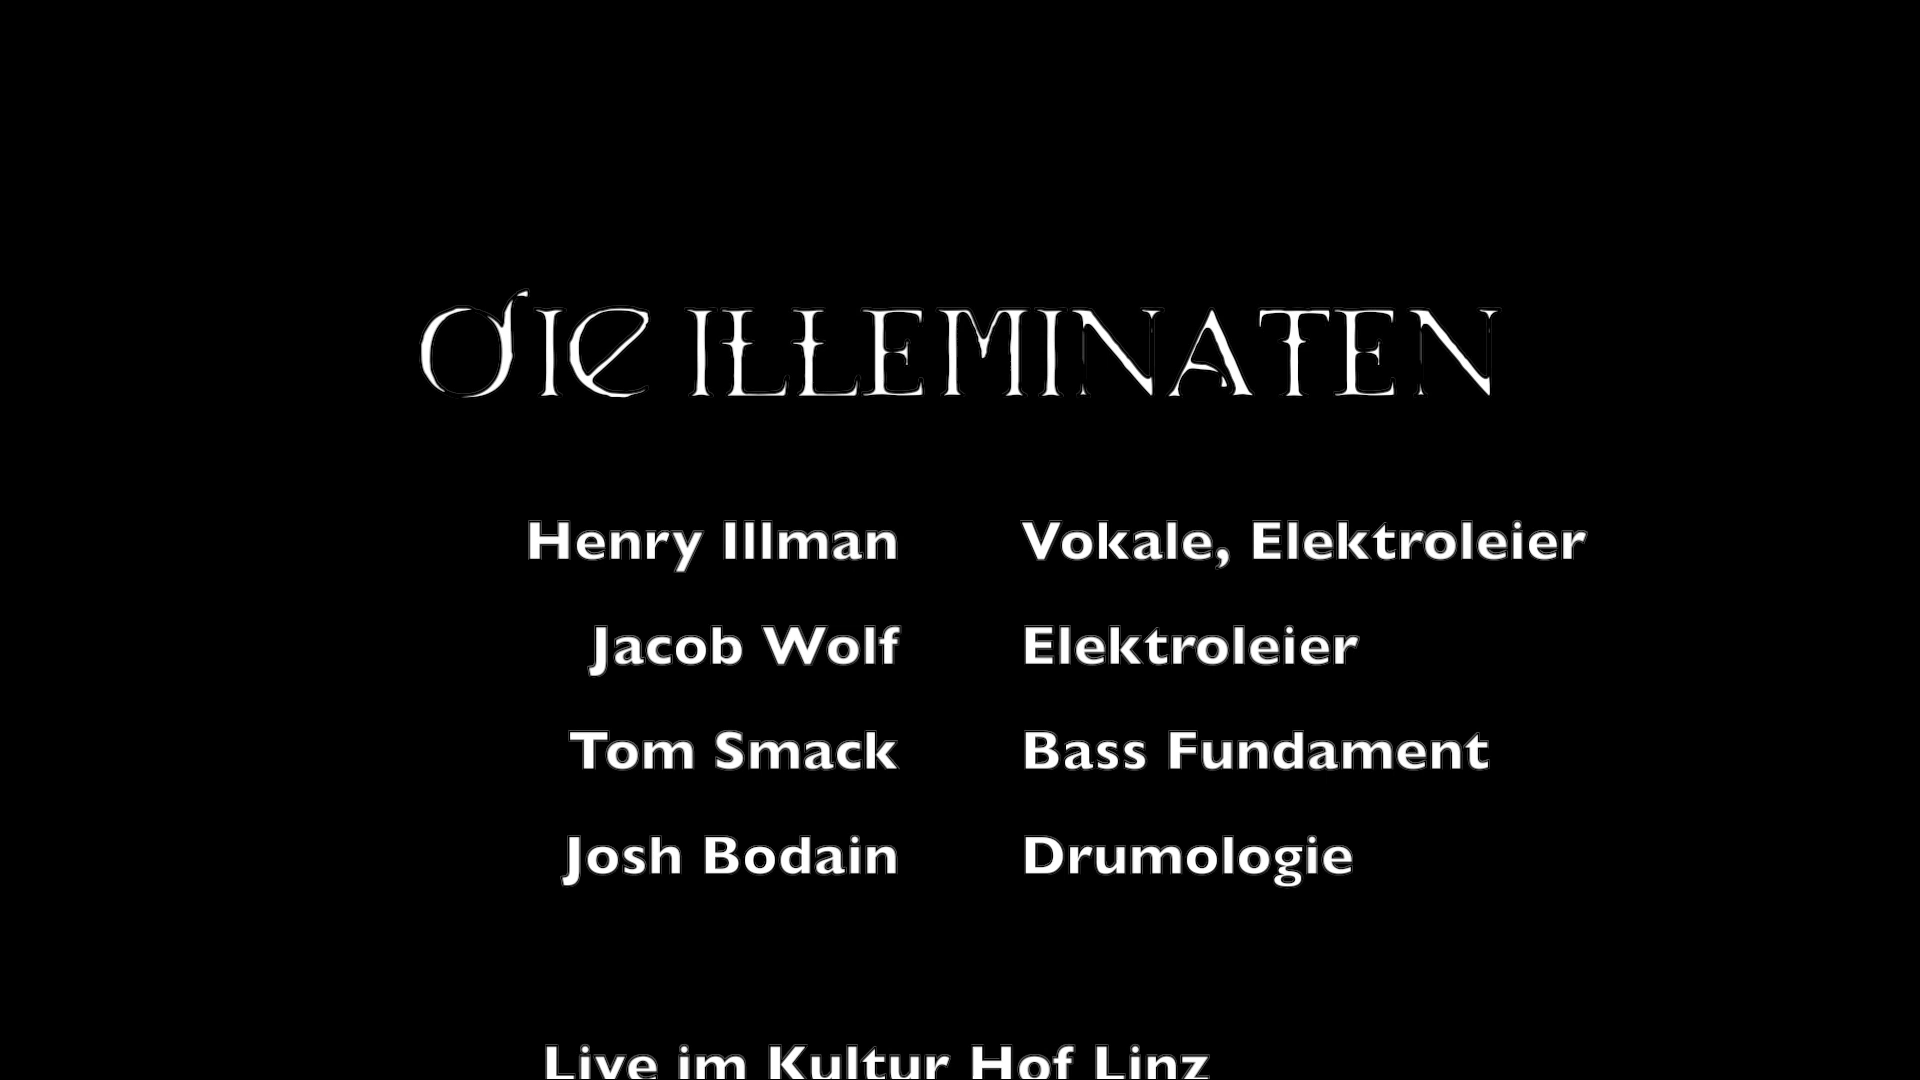 DIE ILLEMINATEN
Henry Illman Vokale, Elektroleier
Jacob Wolf Elektroleier
Tom Smack Bass Fundament
Josh Bodain Drumologie
Live im Kultur Hof Linz